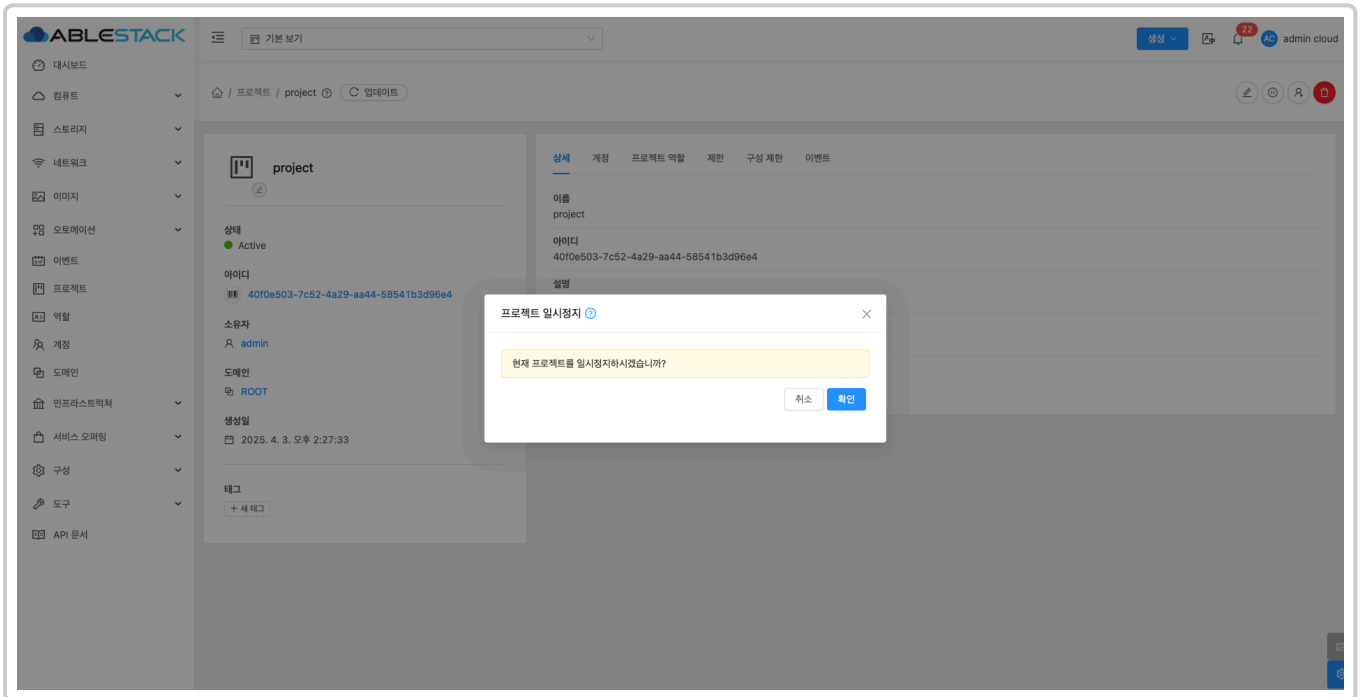 ABLESTACK
기본 보기
생성
22
AC
admin cloud
대시보드
컴퓨트
스토리지
네트워크
이미지
오토메이션
이벤트
프로젝트
역할
계정
도메인
인프라스트럭쳐
서비스 오퍼링
구성
도구
API 문서
/ 프로젝트 / project
업데이트
project
상태
Active
아이디
40f0e503-7c52-4a29-aa44-58541b3d96e4
소유자
admin
도메인
ROOT
생성일
2025. 4. 3. 오후 2:27:33
태그
+ 새 태그
상세 계정 프로젝트 역할 제한 구성 제한 이벤트
이름
project
아이디
40f0e503-7c52-4a29-aa44-58541b3d96e4
설명
프로젝트 일시정지
현재 프로젝트를 일시정지하시겠습니까?
취소
확인